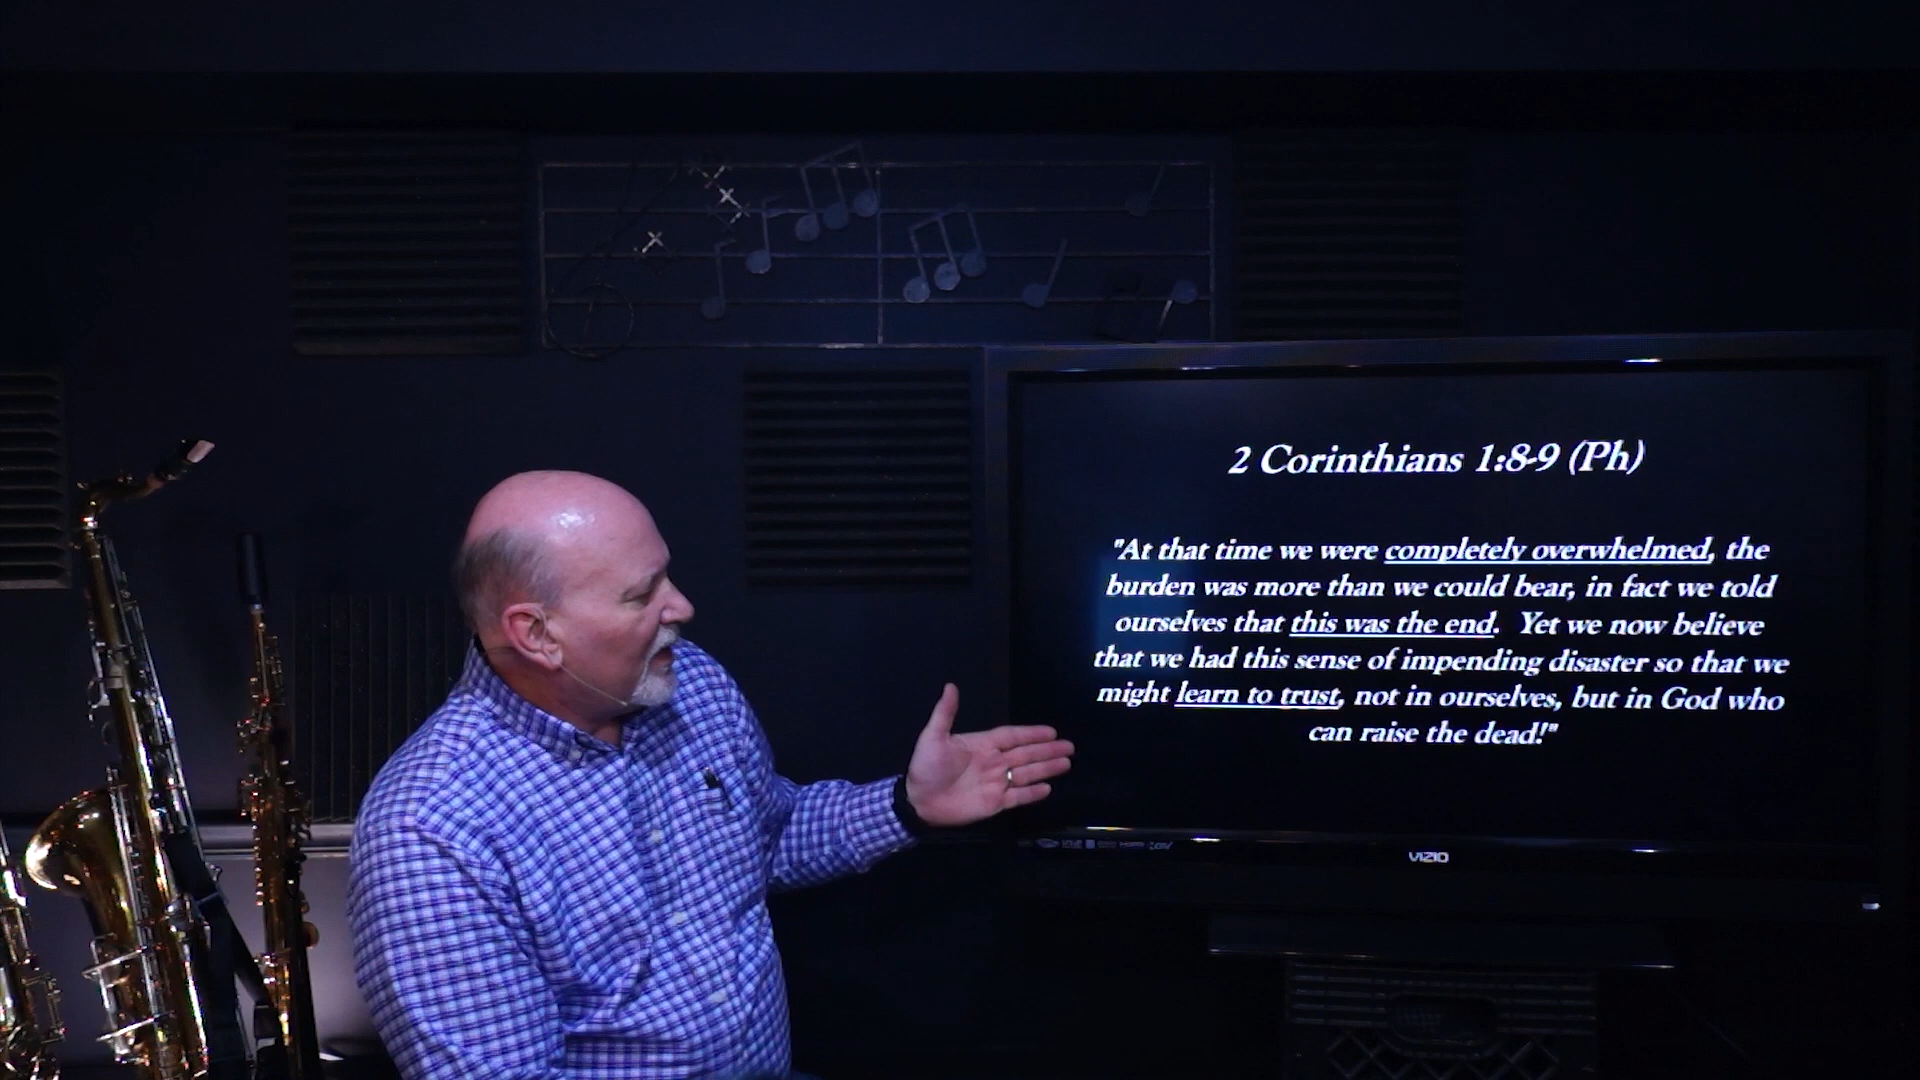 2 Corinthians 1:8-9 (Ph)
"At that time we were completely overwhelmed, the
burden was more than we could bear, in fact we told
ourselves that this was the end.  Yet we now believe
that we had this sense of impending disaster so that we
might learn to trust, not in ourselves, but in God who
can raise the dead!"
VIZIO